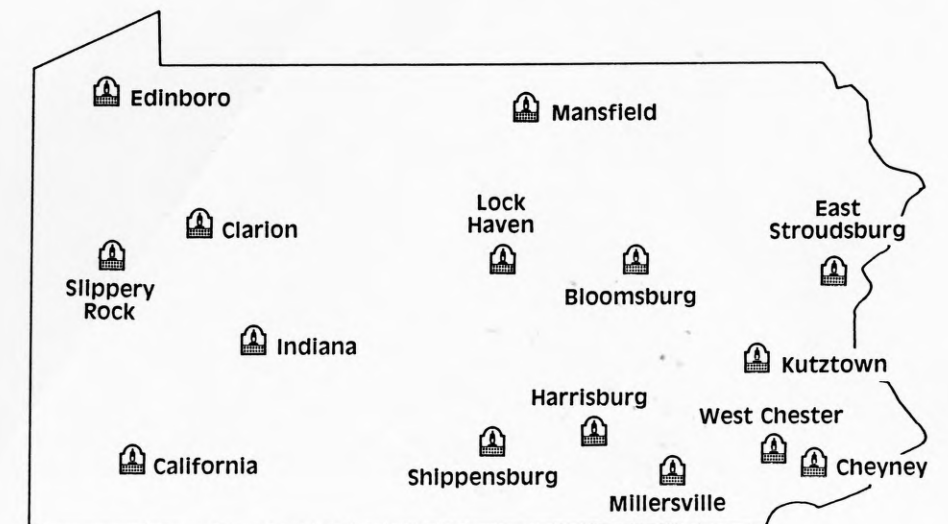 Edinboro
Mansfield
Clarion
Lock
Haven
East
Stroudsburg
Slippery
Rock
Bloomsburg
Indiana
Kutztown
Harrisburg
West Chester
California
Shippensburg
Cheyney
Millersville